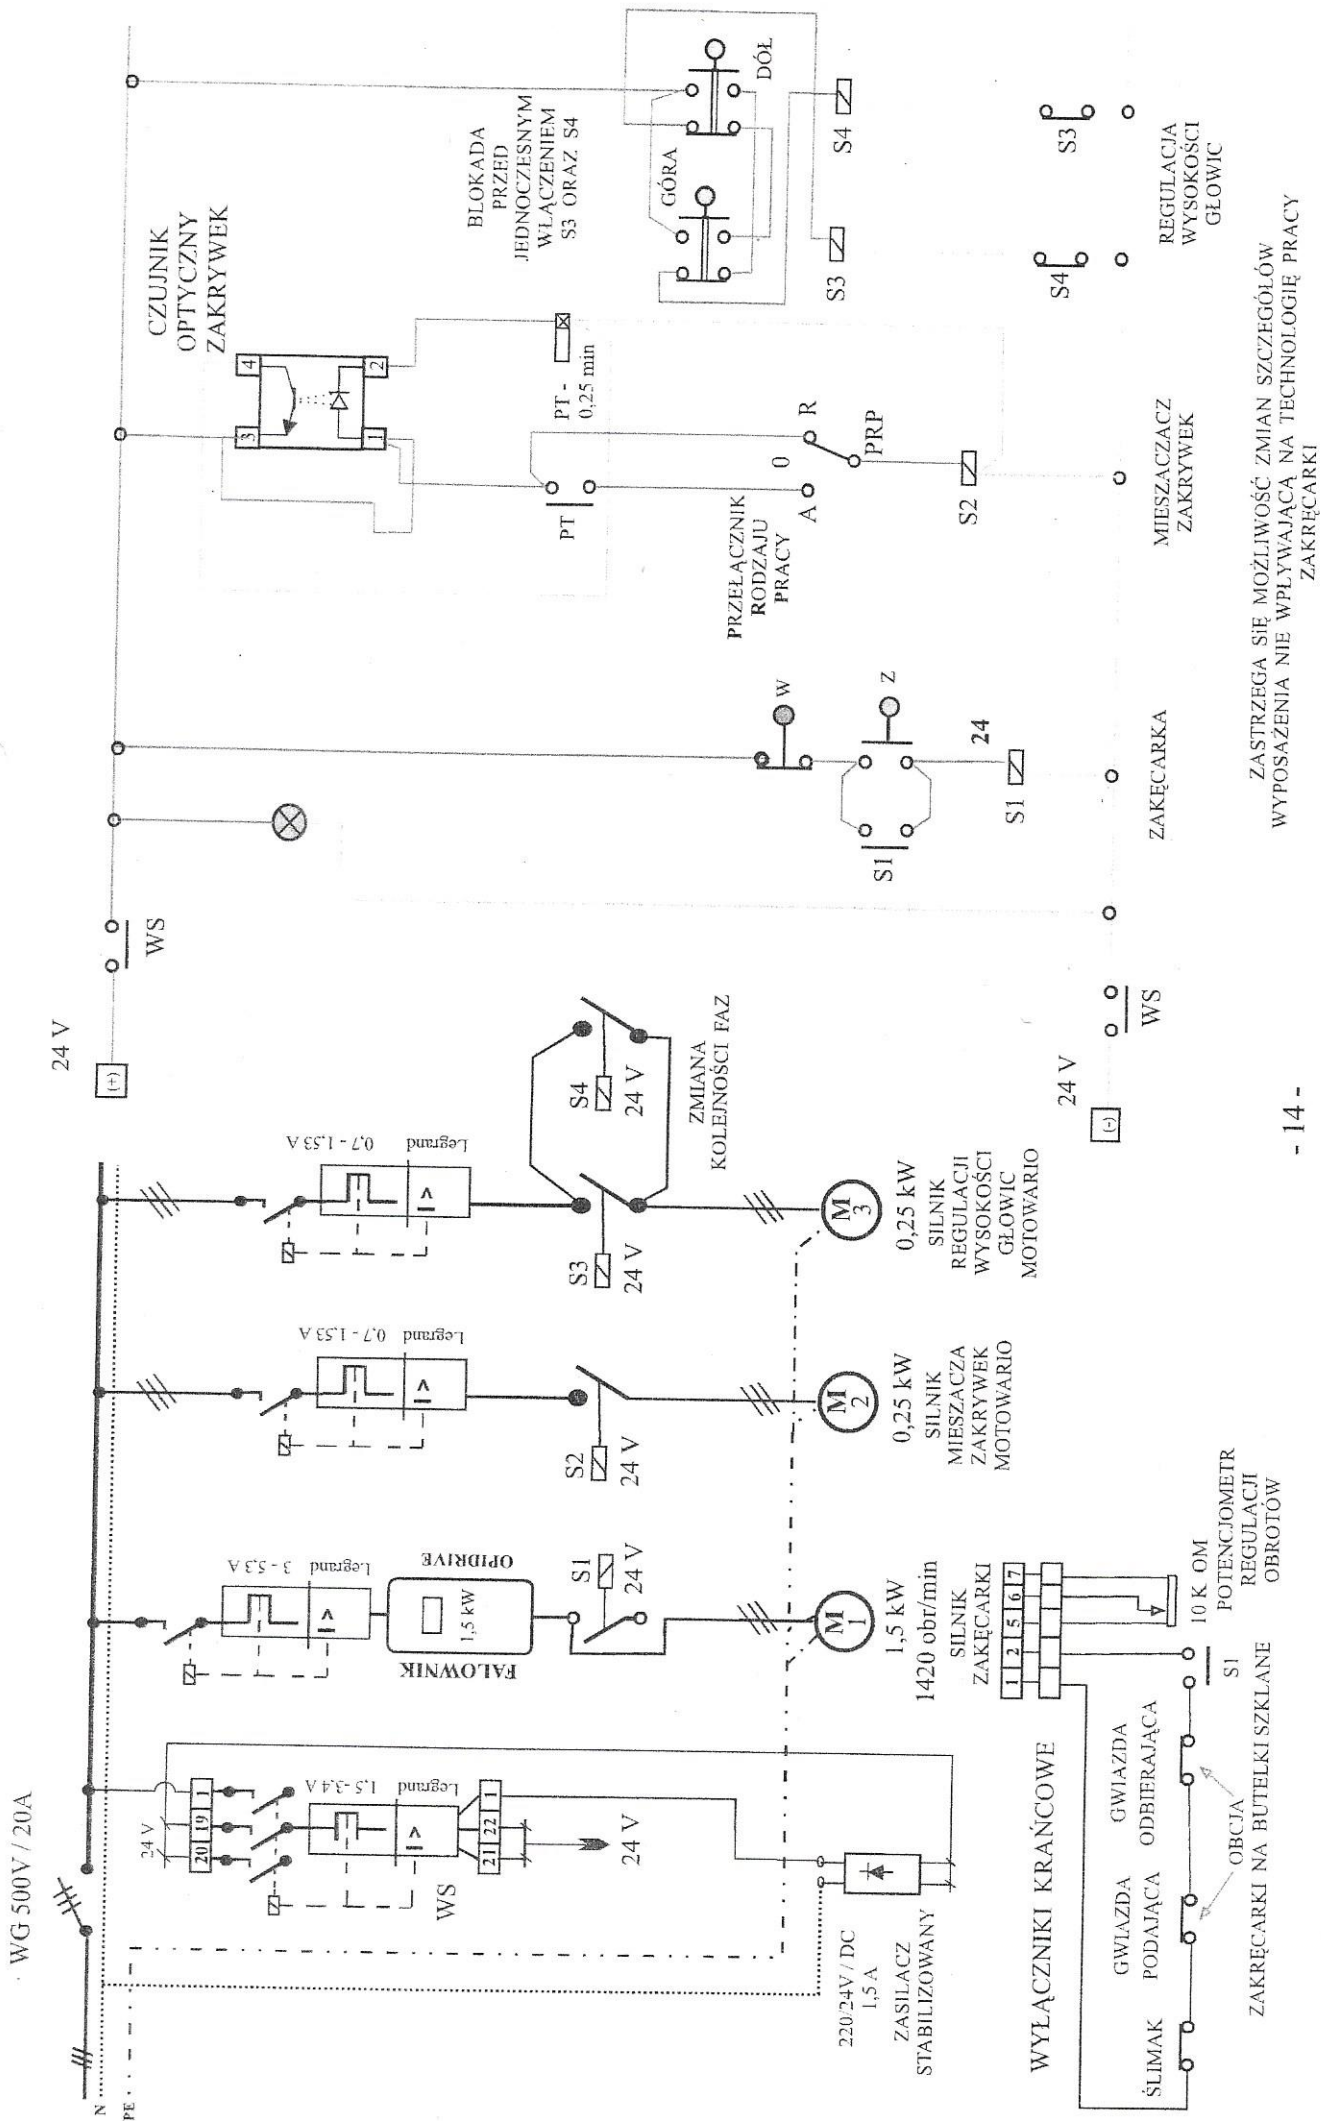 WG 500V / 20A
N
PE
24 V
20
19
1
1,5 -3,4 A
Legrand
WS
21
22
1
24 V
220/24V / DC
1,5 A
ZASILACZ
STABILIZOWANY
3 - 5,3 A
Legrand
FALOWNIK
1,5 kW
OPIDRIVE
S1
24 V
M
1
1,5 kW
1420 obr/min
SILNIK
ZAKĘCARKI
0,7 - 1,53 A
Legrand
S2
24 V
M
2
0,25 kW
SILNIK
MIESZACZA
ZAKRYWEK
MOTOWARIO
0,7 - 1,53 A
Legrand
S3
24 V
S4
24 V
ZMIANA
KOLEJNOŚCI FAZ
M
3
0,25 kW
SILNIK
REGULACJI
WYSOKOŚCI
GŁOWIC
MOTOWARIO
WYŁĄCZNIKI KRAŃCOWE
1
2
5
6
7
10 K OM
POTENCJOMETR
REGULACJI
OBROTÓW
ŚLIMAK
GWIAZDA
PODAJĄCA
GWIAZDA
ODBIERAJĄCA
S1
OBCJA
ZAKRĘCARKI NA BUTELKI SZKLANE
24 V
(+)
WS
24 V
(-)
WS
W
Z
S1
24
S1
ZAKĘCARKA
CZUJNIK
OPTYCZNY
ZAKRYWEK
3
4
1
2
PT
PT -
0,25 min
PRZEŁĄCZNIK
RODZAJU
PRACY
A
0
R
PRP
S2
MIESZACZACZ
ZAKRYWEK
BLOKADA
PRZED
JEDNOCZESNYM
WŁĄCZENIEM
S3 ORAZ S4
GÓRA
DÓŁ
S3
S4
S4
S3
REGULACJA
WYSOKOŚCI
GŁOWIC
ZASTRZEGA SiĘ MOŻLIWOŚĆ ZMIAN SZCZEGÓŁÓW
WYPOSAŻENIA NIE WPŁYWAJĄCA NA TECHNOLOGIĘ PRACY
ZAKRĘCARKI
- 14 -